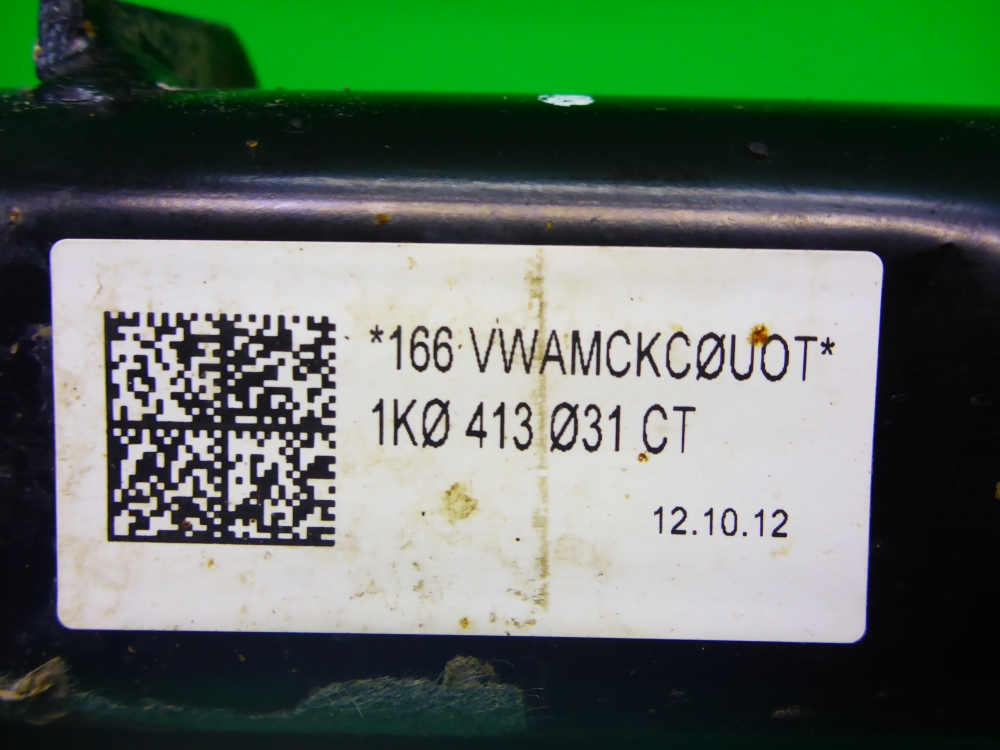 *166 VWAMCKCØUOT*
1KØ 413 Ø31 CT
12.10.12